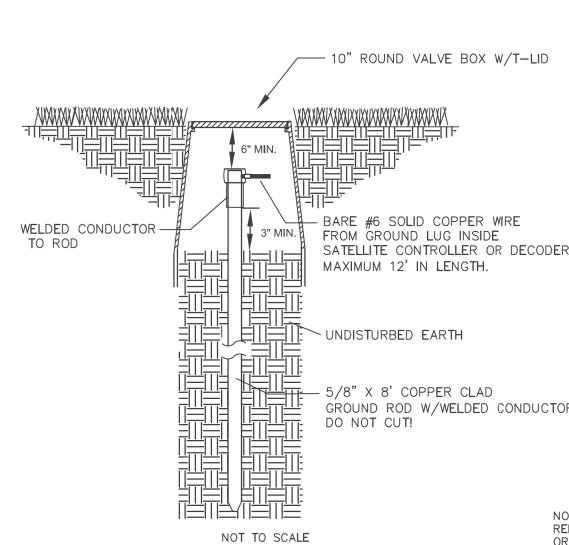 10" ROUND VALVE BOX W/T-LID
6" MIN.
WELDED CONDUCTOR
TO ROD
3" MIN.
BARE #6 SOLID COPPER WIRE
FROM GROUND LUG INSIDE
SATELLITE CONTROLLER OR DECODER
MAXIMUM 12' IN LENGTH.
UNDISTURBED EARTH
5/8" X 8' COPPER CLAD
GROUND ROD W/WELDED CONDUCTOR
DO NOT CUT!
NOT TO SCALE
NO
RE
OR